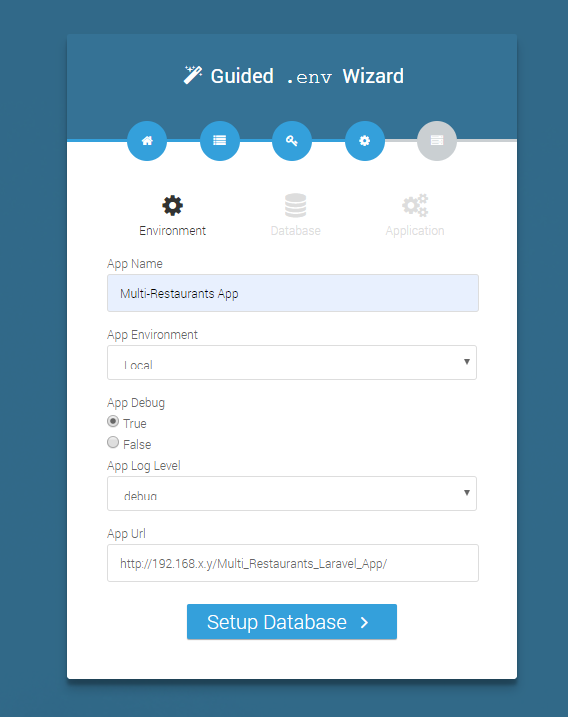 Guided .env Wizard
Environment Database Application
App Name
Multi-Restaurants App
App Environment
Local
App Debug
True
False
App Log Level
debug
App Url
http://192.168.x.y/Multi_Restaurants_Laravel_App/
Setup Database